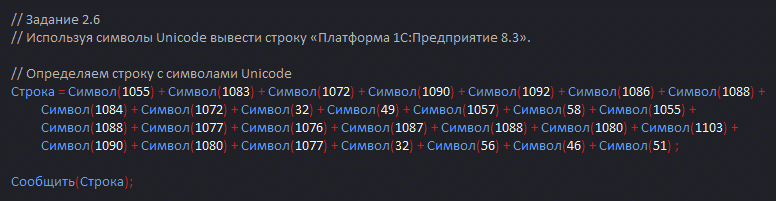 // Задание 2.6
// Используя символы Unicode вывести строку «Платформа 1С:Предприятие 8.3».
// Определяем строку с символами Unicode
Строка = Символ(1055) + Символ(1083) + Символ(1072) + Символ(1090) + Символ(1092) + Символ(1086) + Символ(1088) +
Символ(1084) + Символ(1072) + Символ(32) + Символ(49) + Символ(1057) + Символ(58) + Символ(1055) +
Символ(1088) + Символ(1077) + Символ(1076) + Символ(1087) + Символ(1088) + Символ(1080) + Символ(1103) +
Символ(1090) + Символ(1080) + Символ(1077) + Символ(32) + Символ(56) + Символ(46) + Символ(51) ;
Сообщить(Строка);